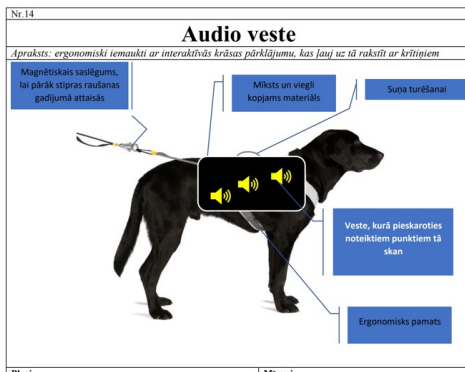 Nr.14
Audio veste
Apraksts: ergonomiski iemaukti ar interaktīvās krāsas pārklājumu, kas ļauj uz tā rakstīt ar krītiņiem
Magnētiskais saslēgums,
lai pārāk stipras raušanas
gadījumā attaisās
Mīksts un viegli
kopjams materiāls
Suņa turēšanai
Veste, kurā pieskaroties
noteiktiem punktiem tā
skan
Ergonomisks pamats